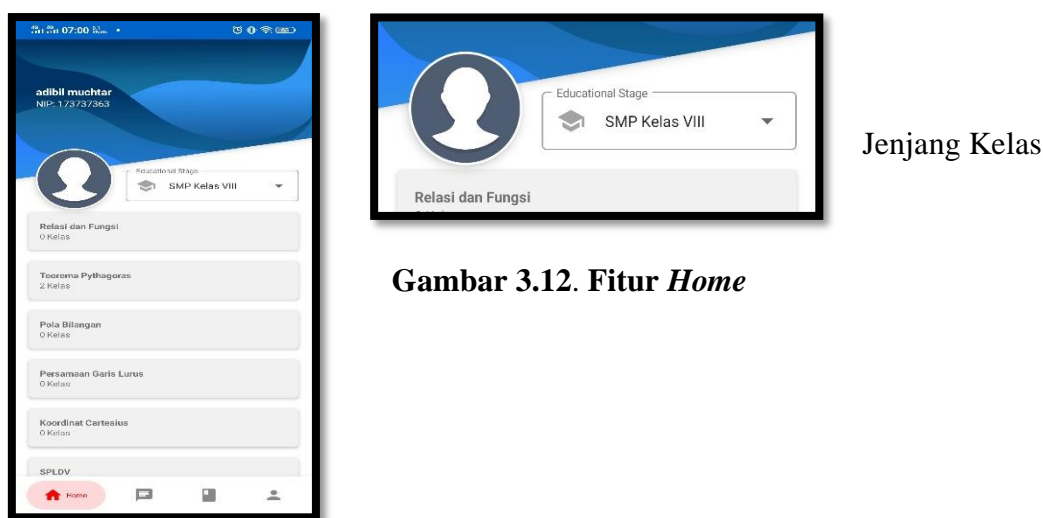 07:00
adibil muchtar
NIP: 173737363
Educational Stage
SMP Kelas VIII
Relasi dan Fungsi
0 Kelas
Teorema Pythagoras
2 Kelas
Pola Bilangan
0 Kelas
Persamaan Garis Lurus
0 Kelas
Koordinat Cartesius
0 Kelas
SPLDV
Home
Educational Stage
SMP Kelas VIII
Relasi dan Fungsi
Jenjang Kelas
Gambar 3.12. Fitur Home